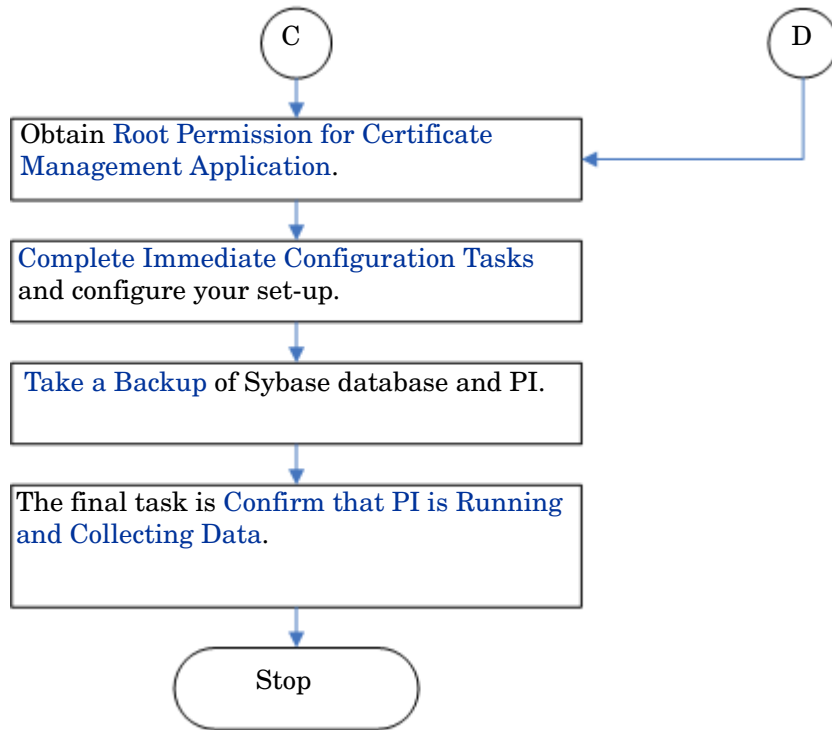 C
D
Obtain Root Permission for Certificate
Management Application.
Complete Immediate Configuration Tasks
and configure your set-up.
Take a Backup of Sybase database and PI.
The final task is Confirm that PI is Running
and Collecting Data.
Stop